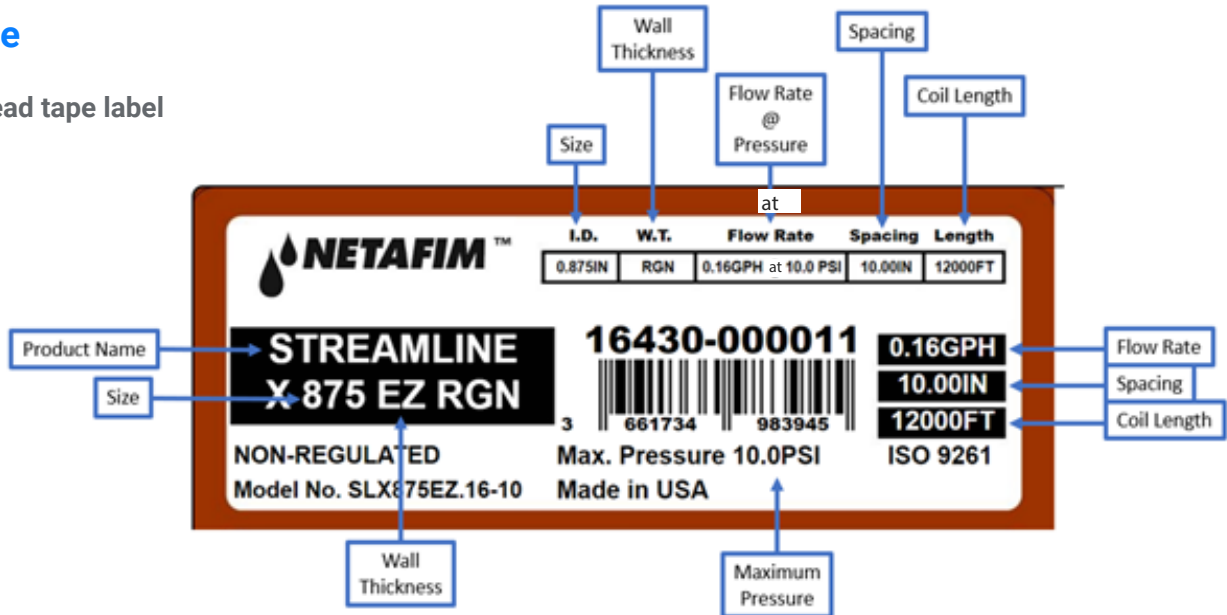 e
ead tape label
Wall
Thickness
Spacing
Flow Rate
@
Pressure
Coil Length
Size
at
NETAFIM™
I.D. W.T. Flow Rate Spacing Length
0.875IN RGN 0.16GPH at 10.0 PSI 10.00IN 12000FT
Product Name
STREAMLINE
Size
X 875 EZ RGN
16430-000011
3 661734 983945
0.16GPH
Flow Rate
10.00IN
Spacing
12000FT
Coil Length
NON-REGULATED
Max. Pressure 10.0PSI
ISO 9261
Model No. SLX875EZ.16-10
Made in USA
Wall
Thickness
Maximum
Pressure